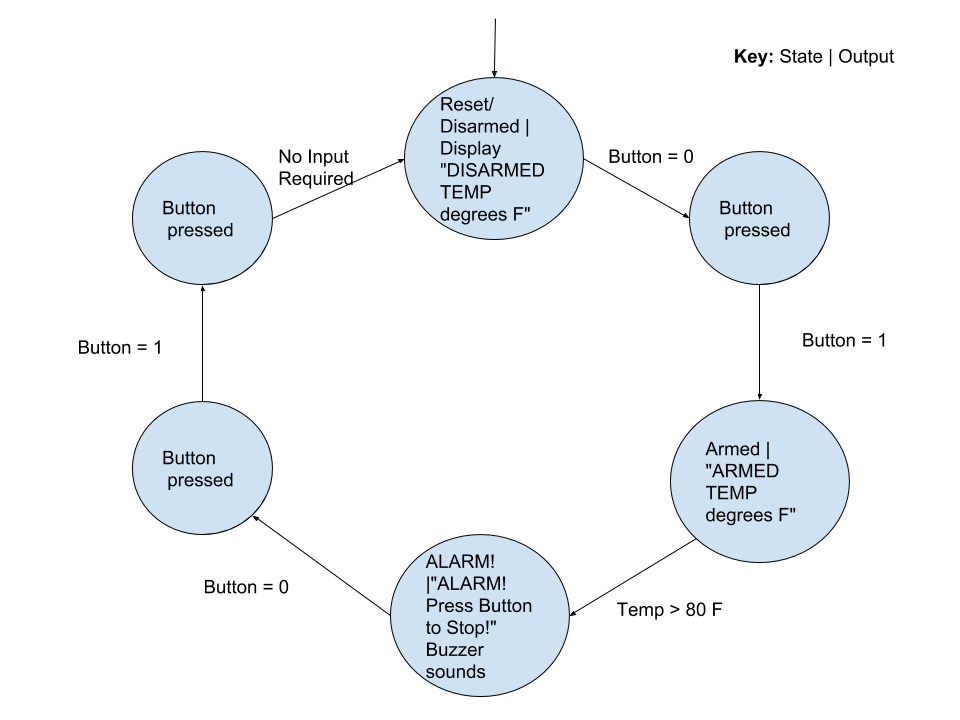 Key: State | Output
Reset/
Disarmed |
Display
"DISARMED
TEMP
degrees F"
No Input
Required
Button = 0
Button
pressed
Button
pressed
Button = 1
Button = 1
Armed |
"ARMED
TEMP
degrees F"
Button
pressed
ALARM!
|"ALARM!
Press Button
to Stop!"
Buzzer
sounds
Button = 0
Temp > 80 F